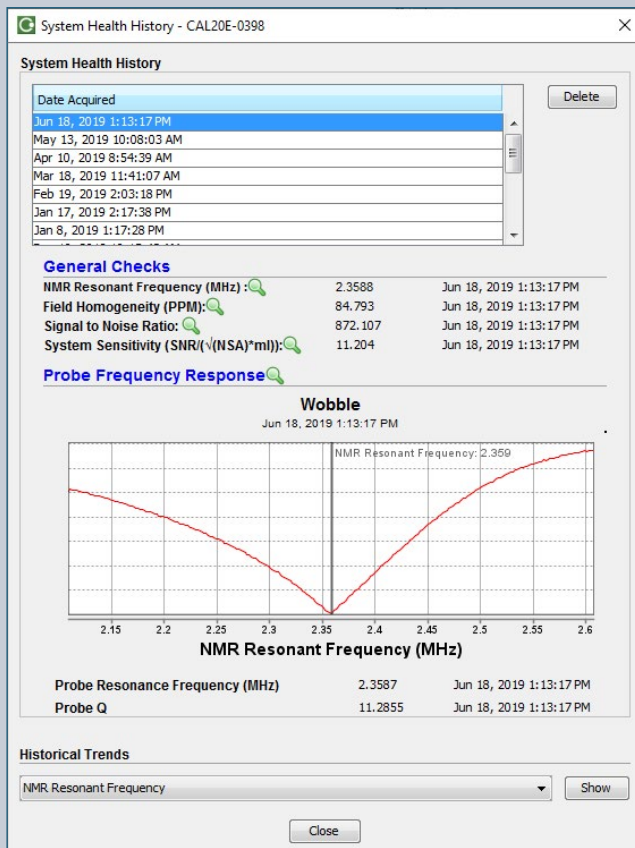 System Health History - CAL20E-0398
System Health History
Date Acquired
Delete
Jun 18, 2019 1:13:17 PM
May 13, 2019 10:08:03 AM
Apr 10, 2019 8:54:39 AM
Mar 18, 2019 11:41:07 AM
Feb 19, 2019 2:03:18 PM
Jan 17, 2019 2:17:38 PM
Jan 8, 2019 1:17:28 PM
General Checks
NMR Resonant Frequency (MHz) : 2.3588 Jun 18, 2019 1:13:17 PM
Field Homogeneity (PPM): 84.793 Jun 18, 2019 1:13:17 PM
Signal to Noise Ratio: 872.107 Jun 18, 2019 1:13:17 PM
System Sensitivity (SNR/(√(NSA)*ml)): 11.204 Jun 18, 2019 1:13:17 PM
Probe Frequency Response
Wobble
Jun 18, 2019 1:13:17 PM
NMR Resonant Frequency: 2.359
2.15 2.2 2.25 2.3 2.35 2.4 2.45 2.5 2.55 2.6
NMR Resonant Frequency (MHz)
Probe Resonance Frequency (MHz) 2.3587 Jun 18, 2019 1:13:17 PM
Probe Q 11.2855 Jun 18, 2019 1:13:17 PM
Historical Trends
NMR Resonant Frequency
Show
Close